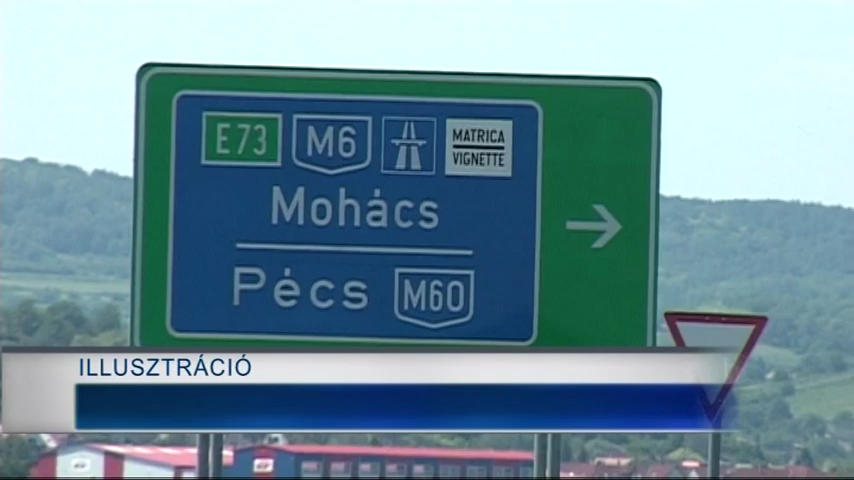 E73 M6 MATRICA
VIGNETTE
Mohács
Pécs M60
ILLUSZTRÁCIÓ